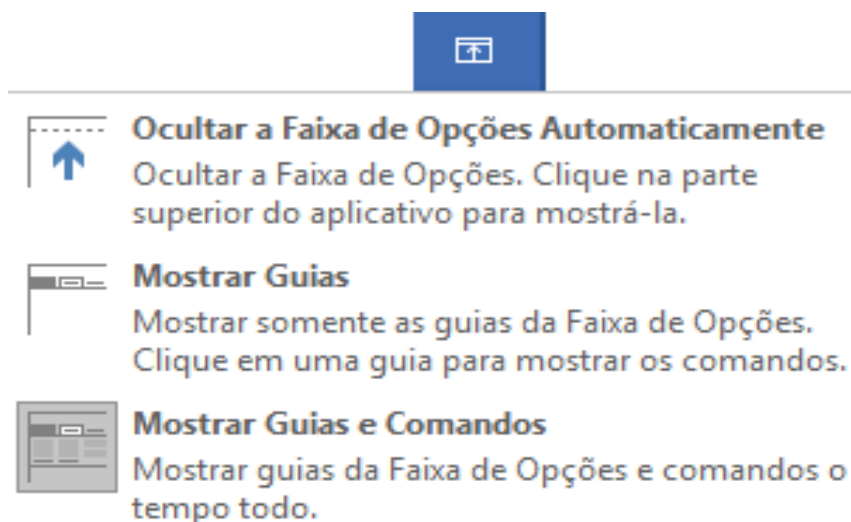 Ocultar a Faixa de Opções Automaticamente
Ocultar a Faixa de Opções. Clique na parte
superior do aplicativo para mostrá-la.
Mostrar Guias
Mostrar somente as guias da Faixa de Opções.
Clique em uma guia para mostrar os comandos.
Mostrar Guias e Comandos
Mostrar guias da Faixa de Opções e comandos o
tempo todo.